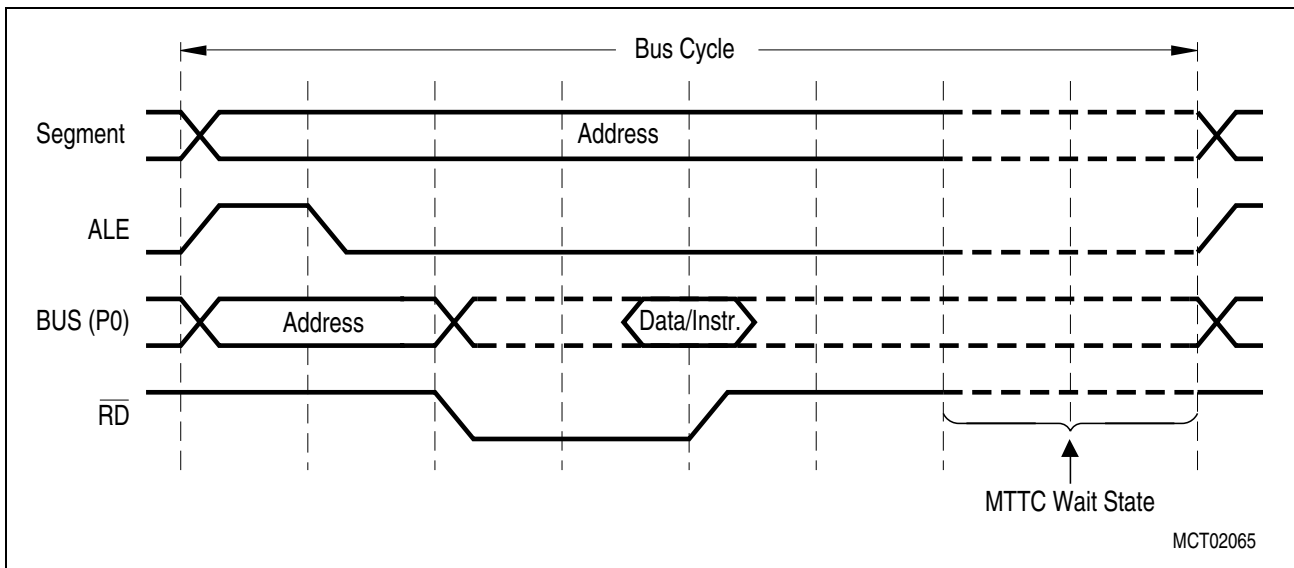 Bus Cycle
Segment
Address
ALE
BUS (P0)
Address
Data/Instr.
RD
MTTC Wait State
MCT02065